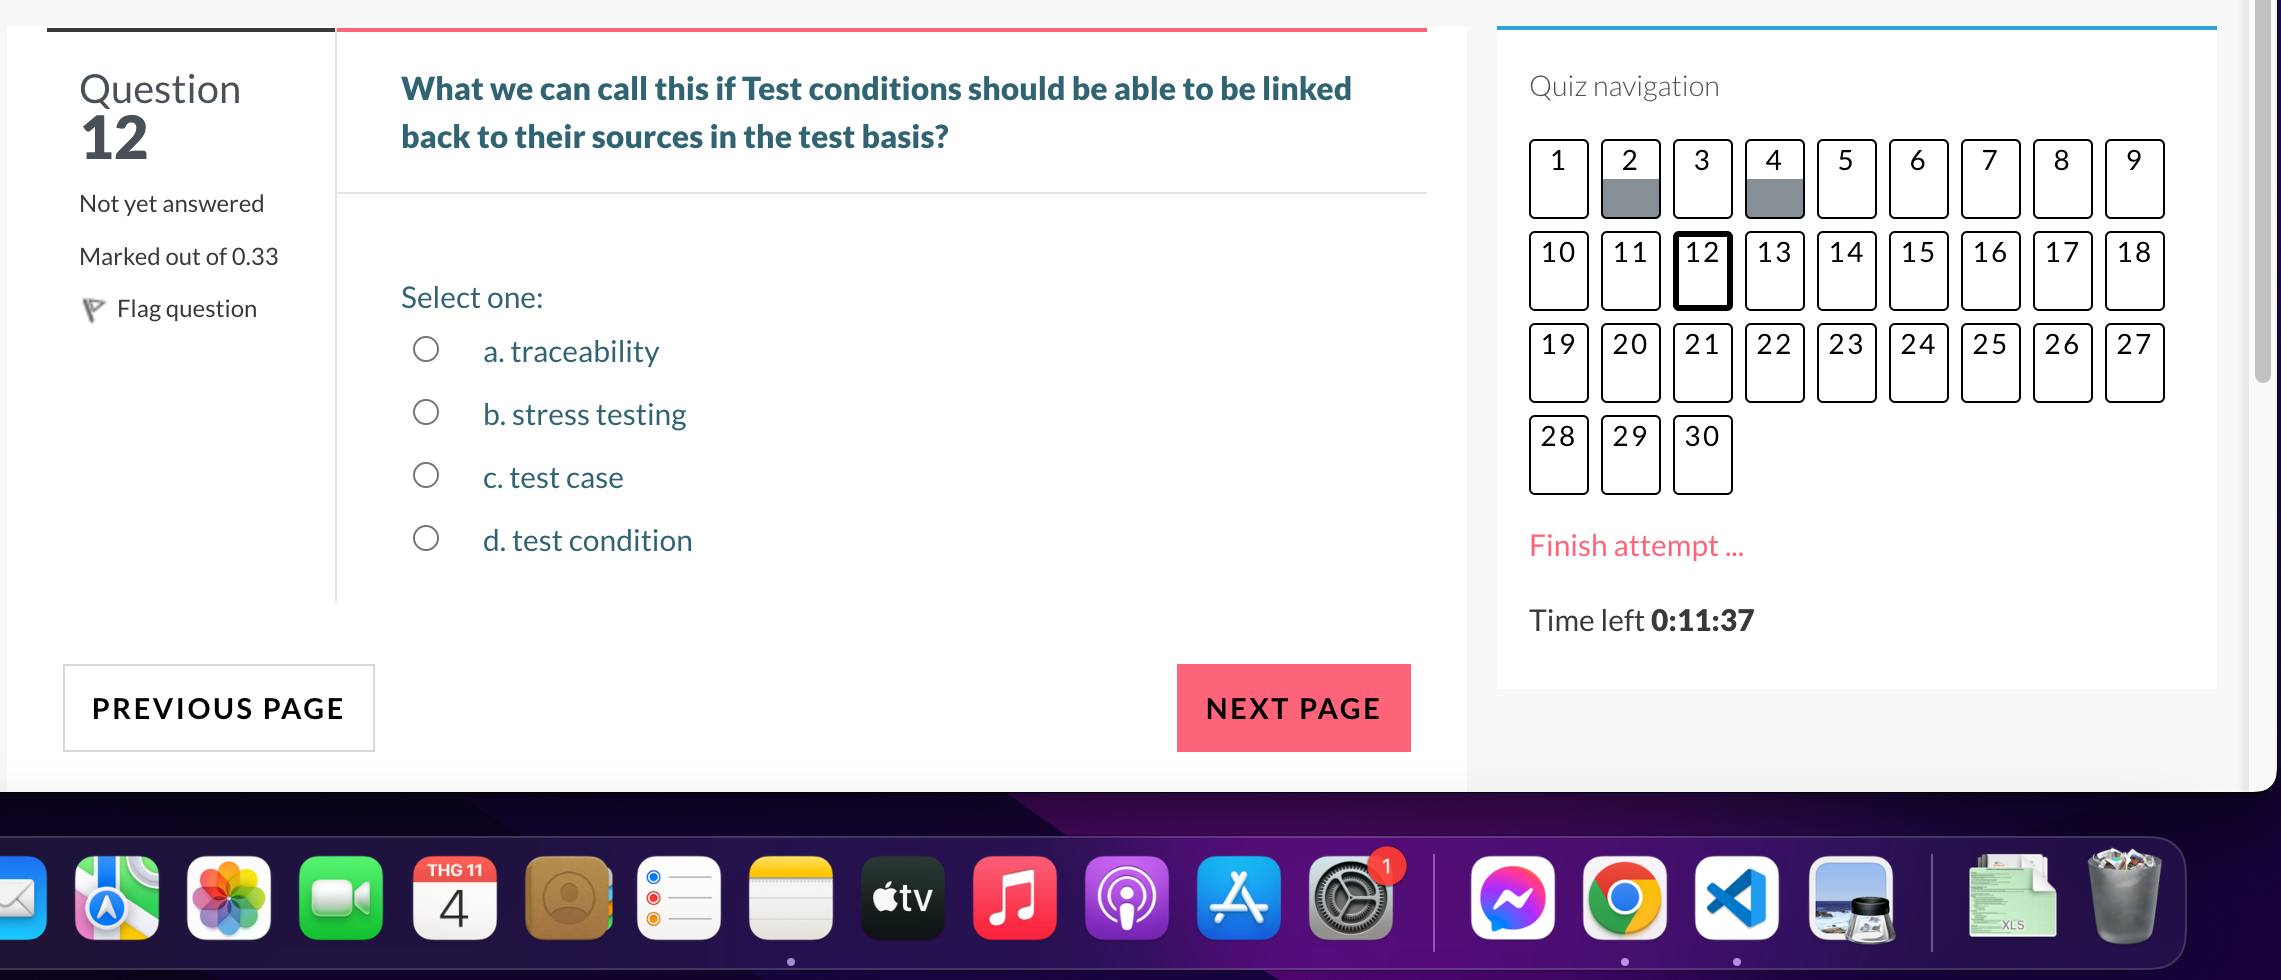 Question
12
Not yet answered
Marked out of 0.33
Flag question
What we can call this if Test conditions should be able to be linked
back to their sources in the test basis?
Select one:
a. traceability
b. stress testing
c. test case
d. test condition
PREVIOUS PAGE
NEXT PAGE
Quiz navigation
1 2 3 4 5 6 7 8 9
10 11 12 13 14 15 16 17 18
19 20 21 22 23 24 25 26 27
28 29 30
Finish attempt ...
Time left 0:11:37
THG 11
4
tv
1
XLS